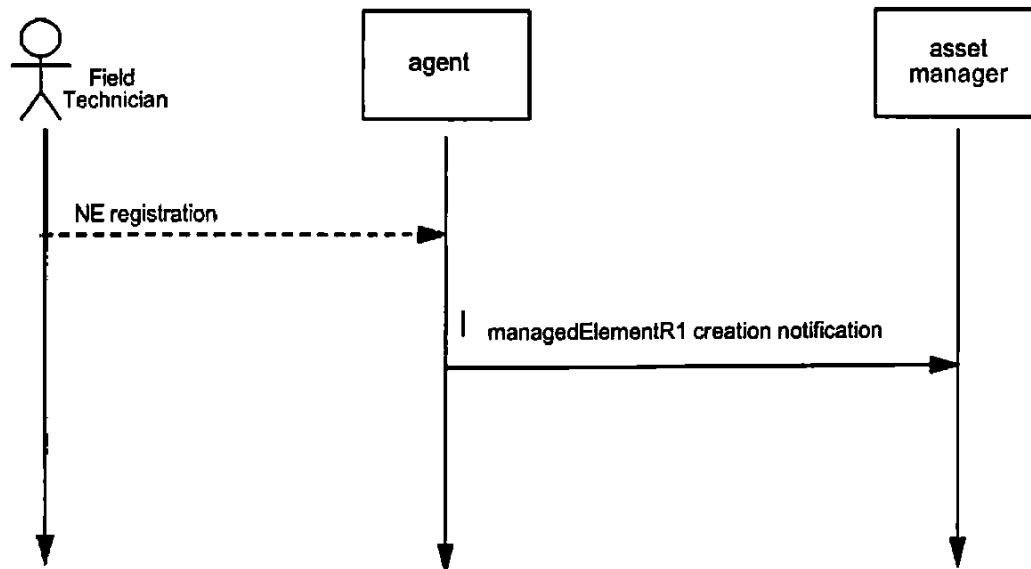 Field
Technician
agent
asset
manager
NE registration
I managedElementR1 creation notification